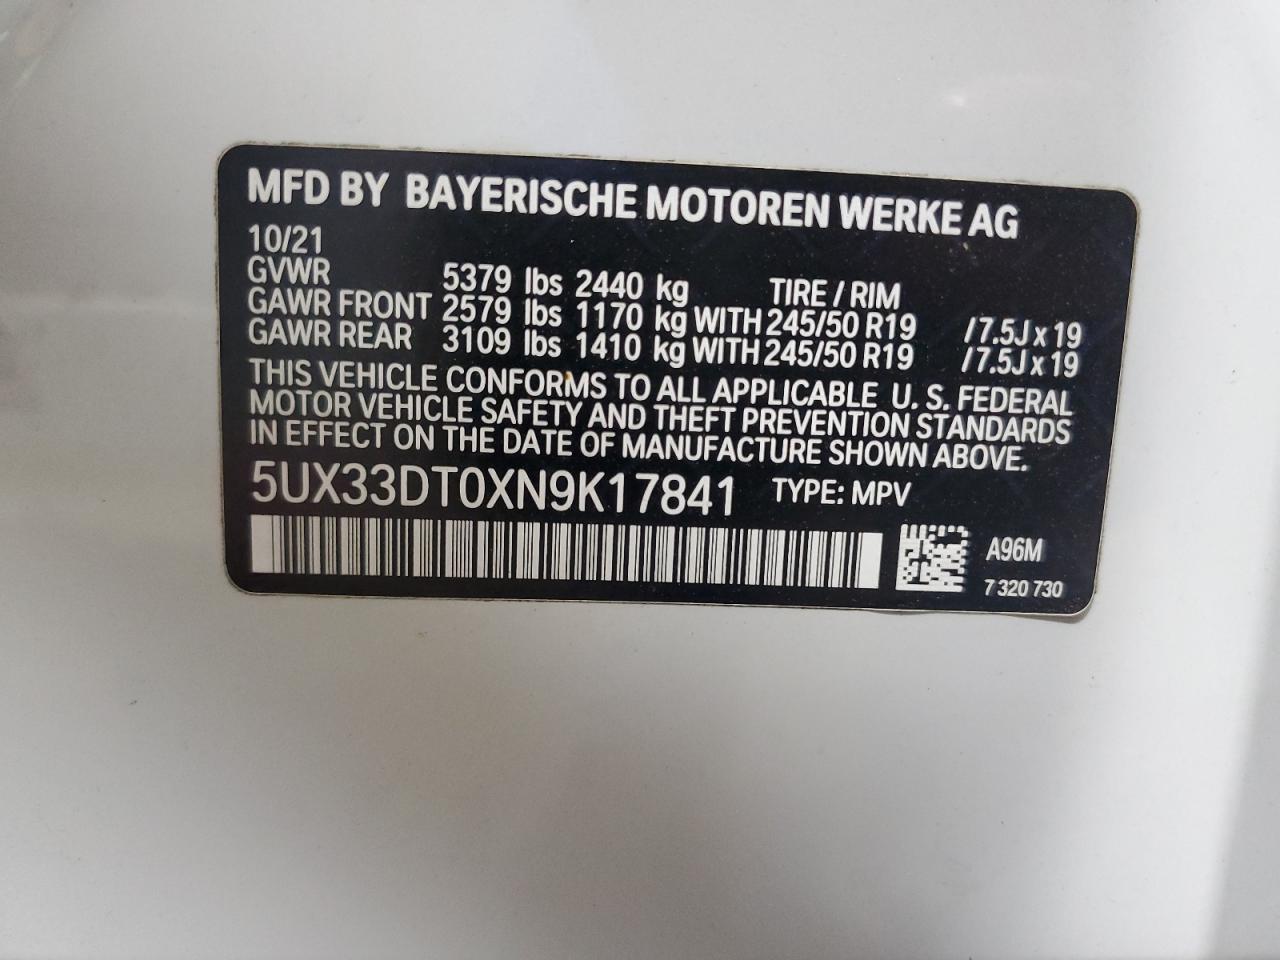 MFD BY BAYERISCHE MOTOREN WERKE AG
10/21
GVWR 5379 lbs 2440 kg TIRE / RIM
GAWR FRONT 2579 lbs 1170 kg WITH 245/50 R19 /7.5J x 19
GAWR REAR 3109 lbs 1410 kg WITH 245/50 R19 /7.5J x 19
THIS VEHICLE CONFORMS TO ALL APPLICABLE U. S. FEDERAL
MOTOR VEHICLE SAFETY AND THEFT PREVENTION STANDARDS
IN EFFECT ON THE DATE OF MANUFACTURE SHOWN ABOVE.
5UX33DT0XN9K17841 TYPE: MPV
A96M
7 320 730